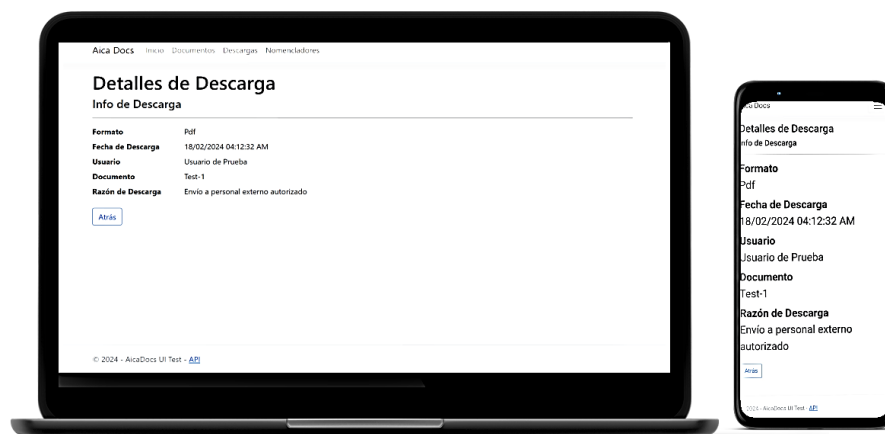 Aica Docs Inicio Documentos Descargas Nomencladores
Detalles de Descarga
Info de Descarga
Formato Pdf
Fecha de Descarga 18/02/2024 04:12:32 AM
Usuario Usuario de Prueba
Documento Test-1
Razón de Descarga Envío a personal externo autorizado
Atrás
© 2024 - AicaDocs UI Test - API
ca Docs
Detalles de Descarga
nfo de Descarga
Formato
Pdf
Fecha de Descarga
18/02/2024 04:12:32 AM
Usuario
Usuario de Prueba
Documento
Test-1
Razón de Descarga
Envío a personal externo
autorizado
Atrás
2024 - AicaDocs UI Test - API